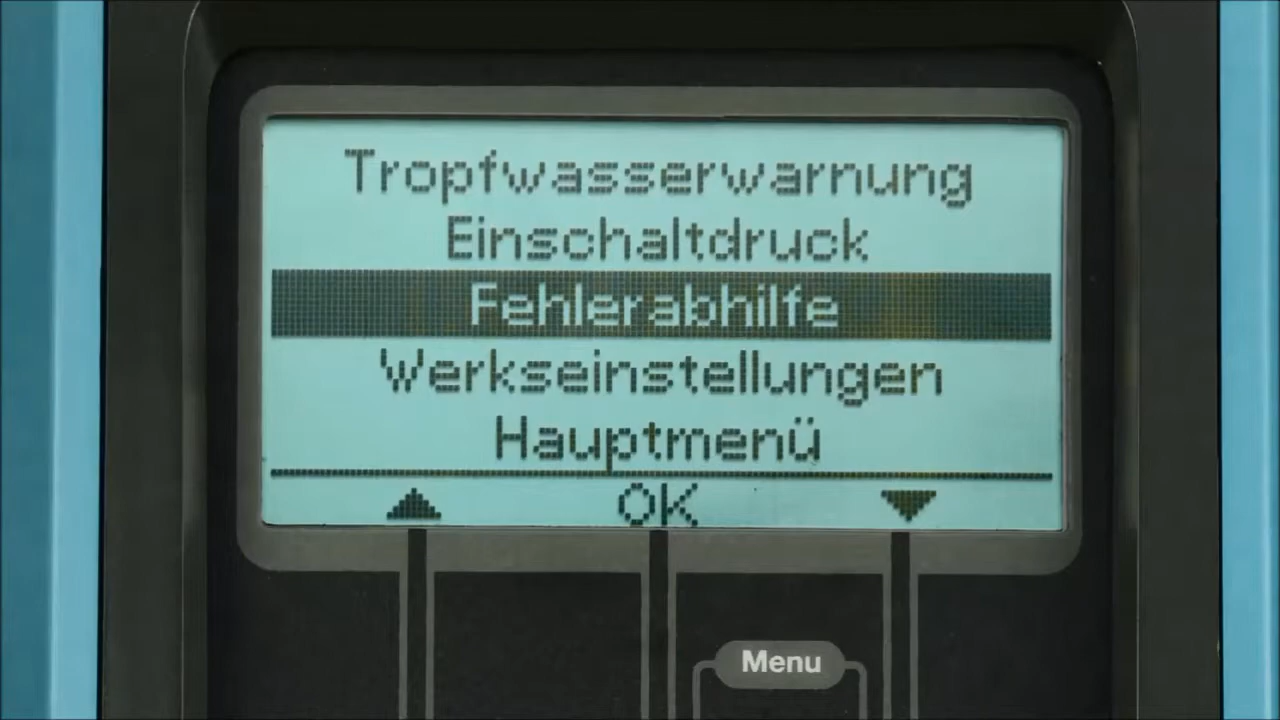 Tropfwasserwarnung
Einschaltdruck
Fehlerabhilfe
Werkseinstellungen
Hauptmenü
OK
Menu